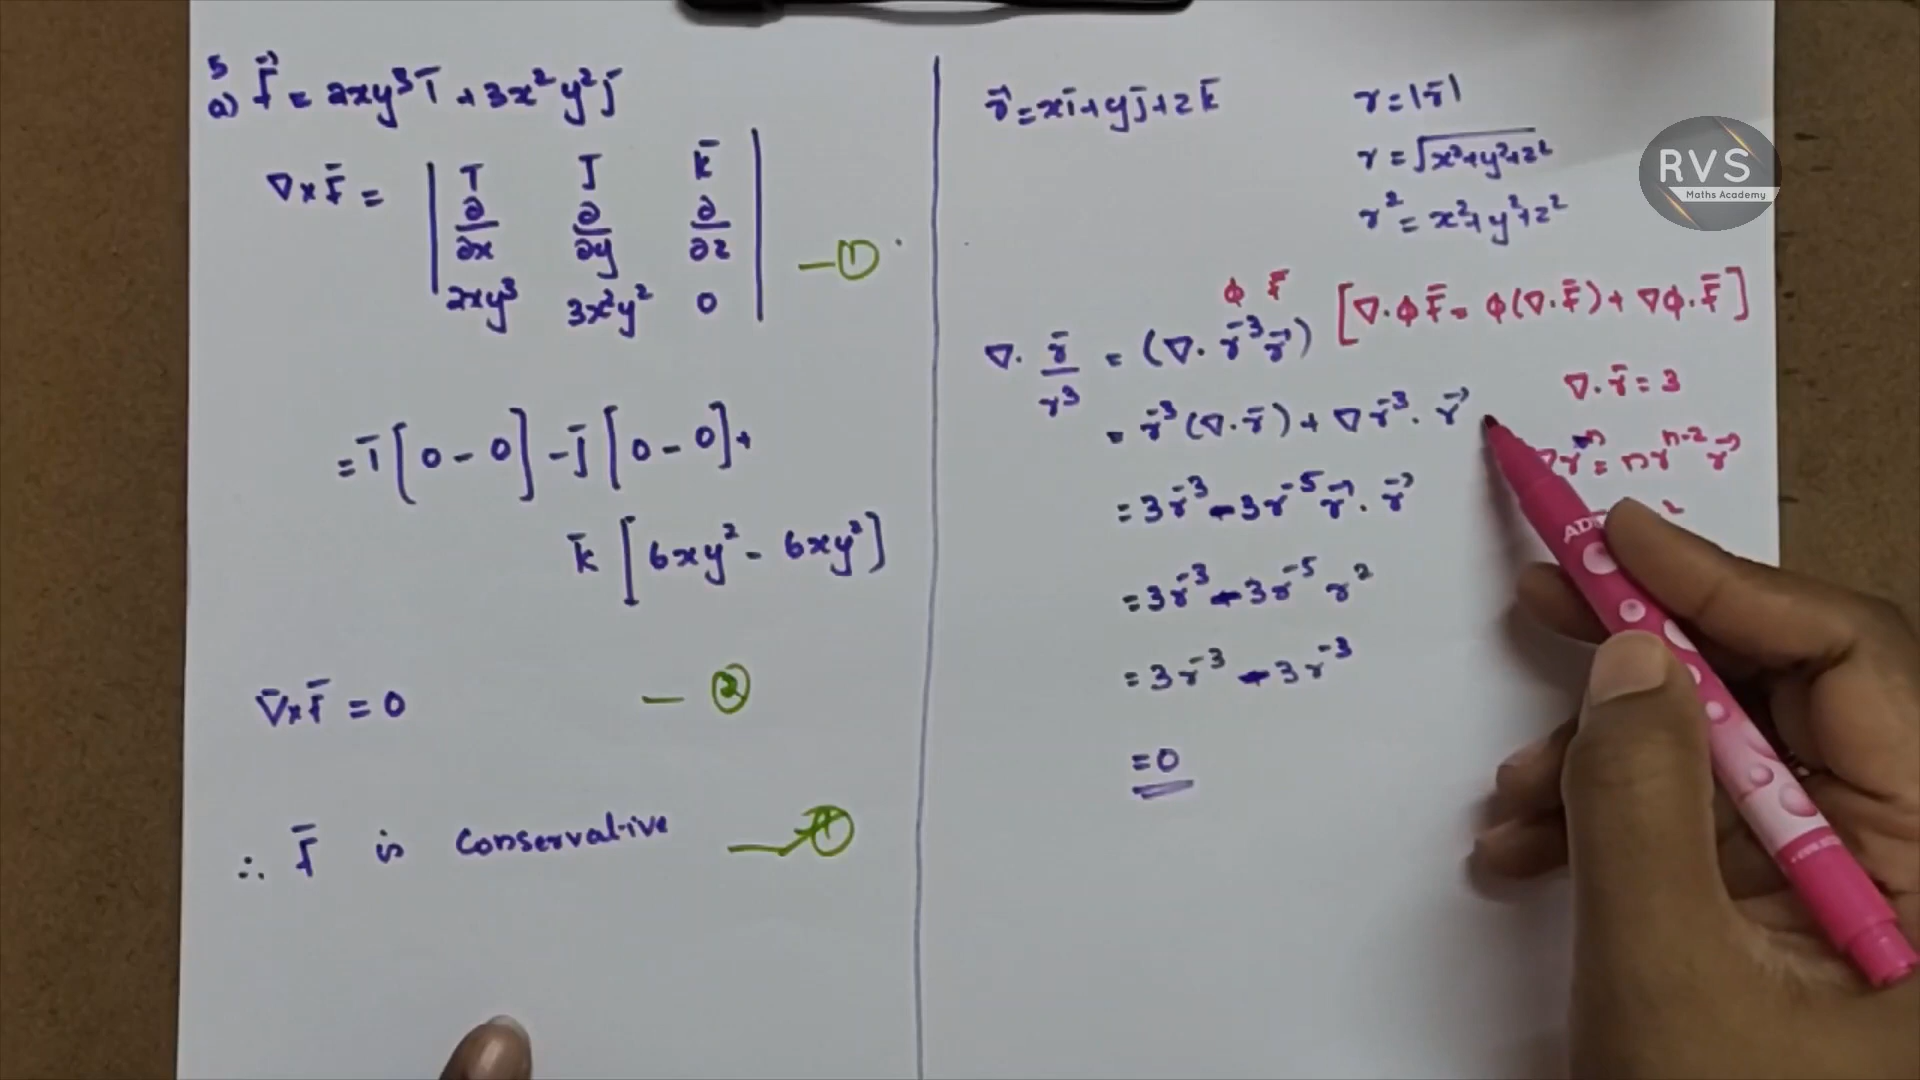 5
a) f⃗ = 2xy³ i̅ + 3x²y² j̅
∇×F̅ = | i̅ j̅ k̅
∂/∂x ∂/∂y ∂/∂z
2xy³ 3x²y² 0 | — ①
= i̅ [0 - 0] - j̅ [0 - 0] +
k̅ [6xy² - 6xy²]
∇×F̅ = 0 — ②
∴ F̅ is conservative — ①
r⃗ = xi̅ + yj̅ + zk̅
r = |r̅|
r = √x²+y²+z²
r² = x²+y²+z²
RVS
Maths Academy
ϕ F̅
[∇.ϕF̅ = ϕ(∇.F̅) + ∇ϕ.F̅]
∇. r̅/r³ = (∇. r⁻³ r⃗)
∇.r̅ = 3
= r⁻³(∇.r̅) + ∇r⁻³. r⃗
∇rⁿ = nrⁿ⁻² r⃗
= 3r⁻³ - 3r⁻⁵ r⃗. r⃗
= 3r⁻³ - 3r⁻⁵ r²
= 3r⁻³ - 3r⁻³
= 0